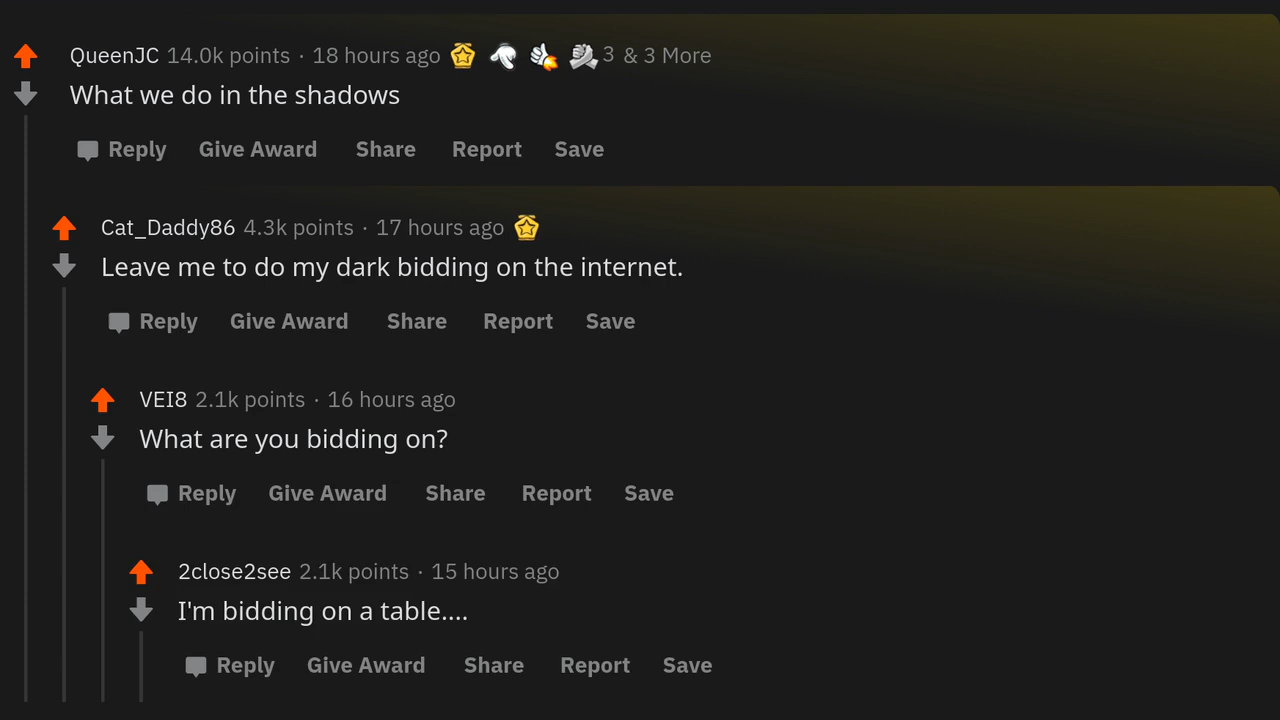 QueenJC 14.0k points · 18 hours ago 3 & 3 More
What we do in the shadows
Reply Give Award Share Report Save
Cat_Daddy86 4.3k points · 17 hours ago
Leave me to do my dark bidding on the internet.
Reply Give Award Share Report Save
VEI8 2.1k points · 16 hours ago
What are you bidding on?
Reply Give Award Share Report Save
2close2see 2.1k points · 15 hours ago
I'm bidding on a table....
Reply Give Award Share Report Save